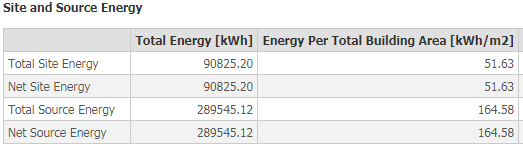 Site and Source Energy
Total Energy [kWh] Energy Per Total Building Area [kWh/m2]
Total Site Energy 90825.20 51.63
Net Site Energy 90825.20 51.63
Total Source Energy 289545.12 164.58
Net Source Energy 289545.12 164.58